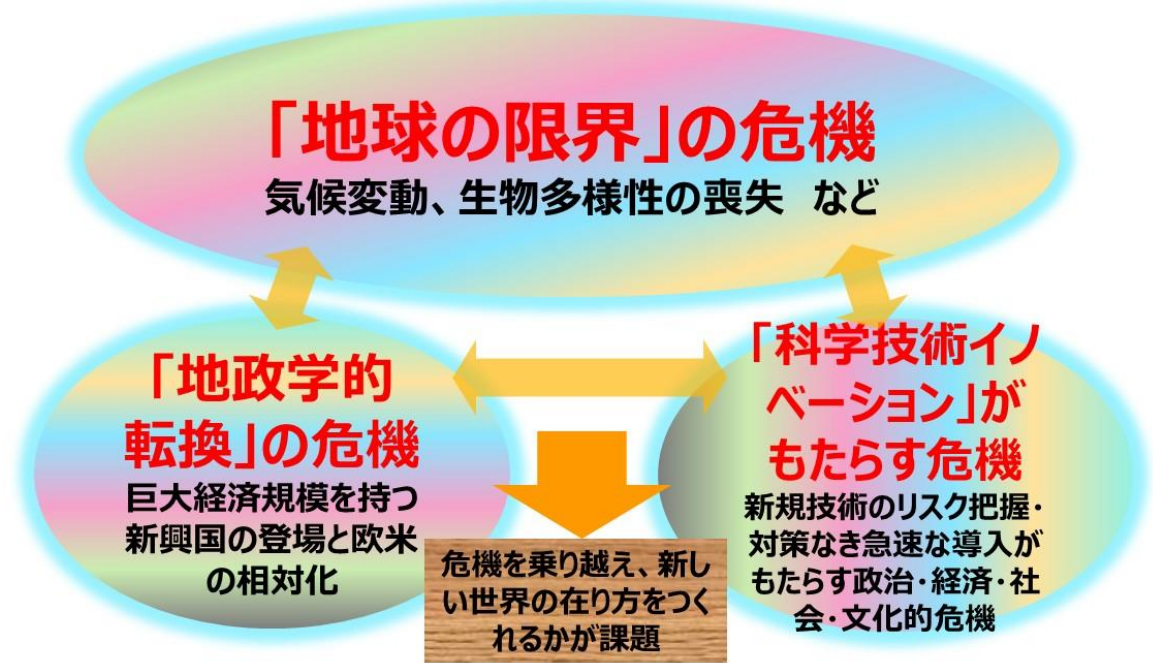 「地球の限界」の危機
気候変動、生物多様性の喪失　など
「地政学的
転換」の危機
巨大経済規模を持つ
新興国の登場と欧米
の相対化
「科学技術イノ
ベーション」が
もたらす危機
新規技術のリスク把握・
対策なき急速な導入が
もたらす政治・経済・社
会・文化的危機
危機を乗り越え、新し
い世界の在り方をつく
れるかが課題